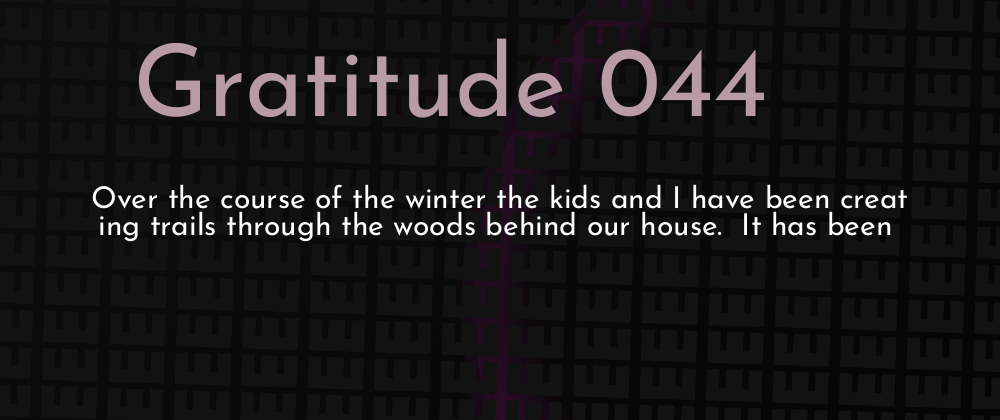 Gratitude 044
Over the course of the winter the kids and I have been creat
ing trails through the woods behind our house.  It has been